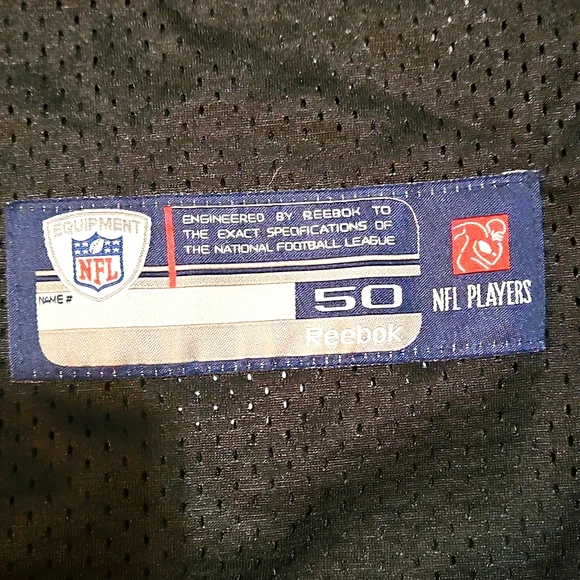 EQUIPMENT
NFL
ENGINEERED BY REEBOK TO
THE EXACT SPECIFICATIONS OF
THE NATIONAL FOOTBALL LEAGUE
NAME #
50
Reebok
NFL PLAYERS